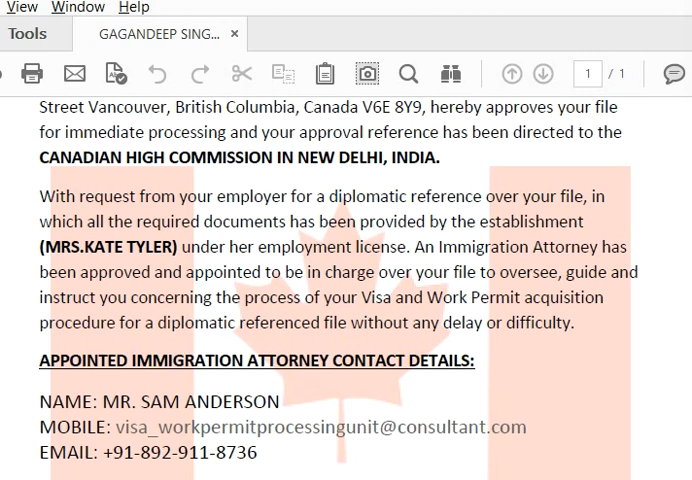 View Window Help
Tools GAGANDEEP SING... ×
1 / 1
Street Vancouver, British Columbia, Canada V6E 8Y9, hereby approves your file
for immediate processing and your approval reference has been directed to the
CANADIAN HIGH COMMISSION IN NEW DELHI, INDIA.
With request from your employer for a diplomatic reference over your file, in
which all the required documents has been provided by the establishment
(MRS.KATE TYLER) under her employment license. An Immigration Attorney has
been approved and appointed to be in charge over your file to oversee, guide and
instruct you concerning the process of your Visa and Work Permit acquisition
procedure for a diplomatic referenced file without any delay or difficulty.
APPOINTED IMMIGRATION ATTORNEY CONTACT DETAILS:
NAME: MR. SAM ANDERSON
MOBILE: visa_workpermitprocessingunit@consultant.com
EMAIL: +91-892-911-8736